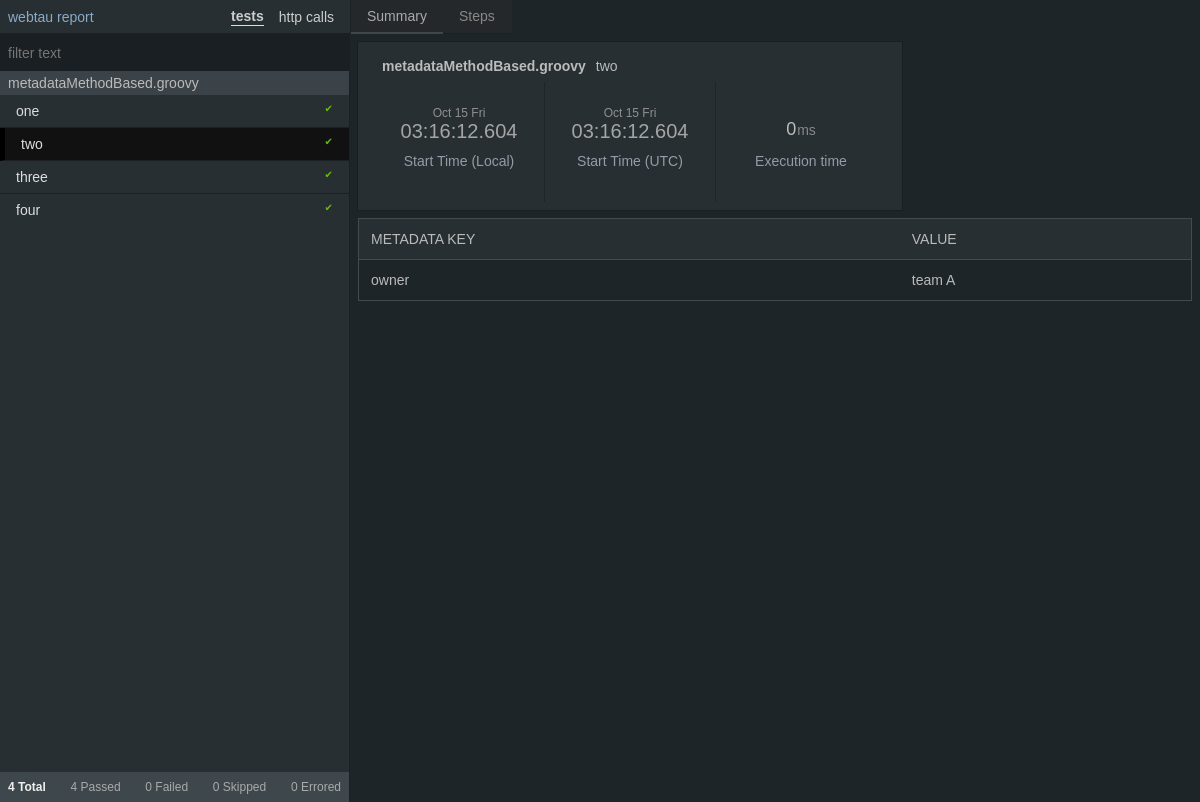 webtau report
tests
http calls
filter text
metadataMethodBased.groovy
one
two
three
four
4 Total
4 Passed
0 Failed
0 Skipped
0 Errored
Summary
Steps
metadataMethodBased.groovy two
Oct 15 Fri
03:16:12.604
Start Time (Local)
Oct 15 Fri
03:16:12.604
Start Time (UTC)
0ms
Execution time
METADATA KEY
VALUE
owner
team A